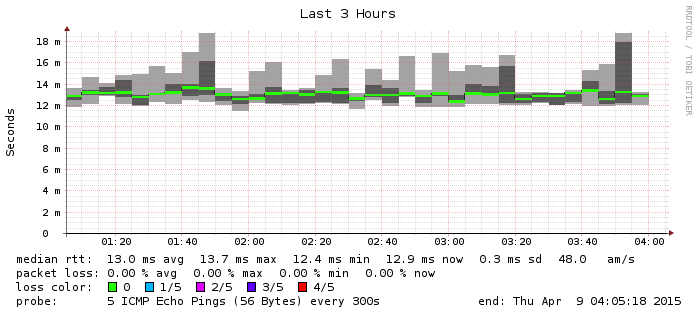 Last 3 Hours
RRDTOOL / TOBI OETIKER
Seconds
18 m
16 m
14 m
12 m
10 m
8 m
6 m
4 m
2 m
0
01:20 01:40 02:00 02:20 02:40 03:00 03:20 03:40 04:00
median rtt: 13.0 ms avg 13.7 ms max 12.4 ms min 12.9 ms now 0.3 ms sd 48.0 am/s
packet loss: 0.00 % avg 0.00 % max 0.00 % min 0.00 % now
loss color: 0 1/5 2/5 3/5 4/5
probe: 5 ICMP Echo Pings (56 Bytes) every 300s end: Thu Apr 9 04:05:18 2015